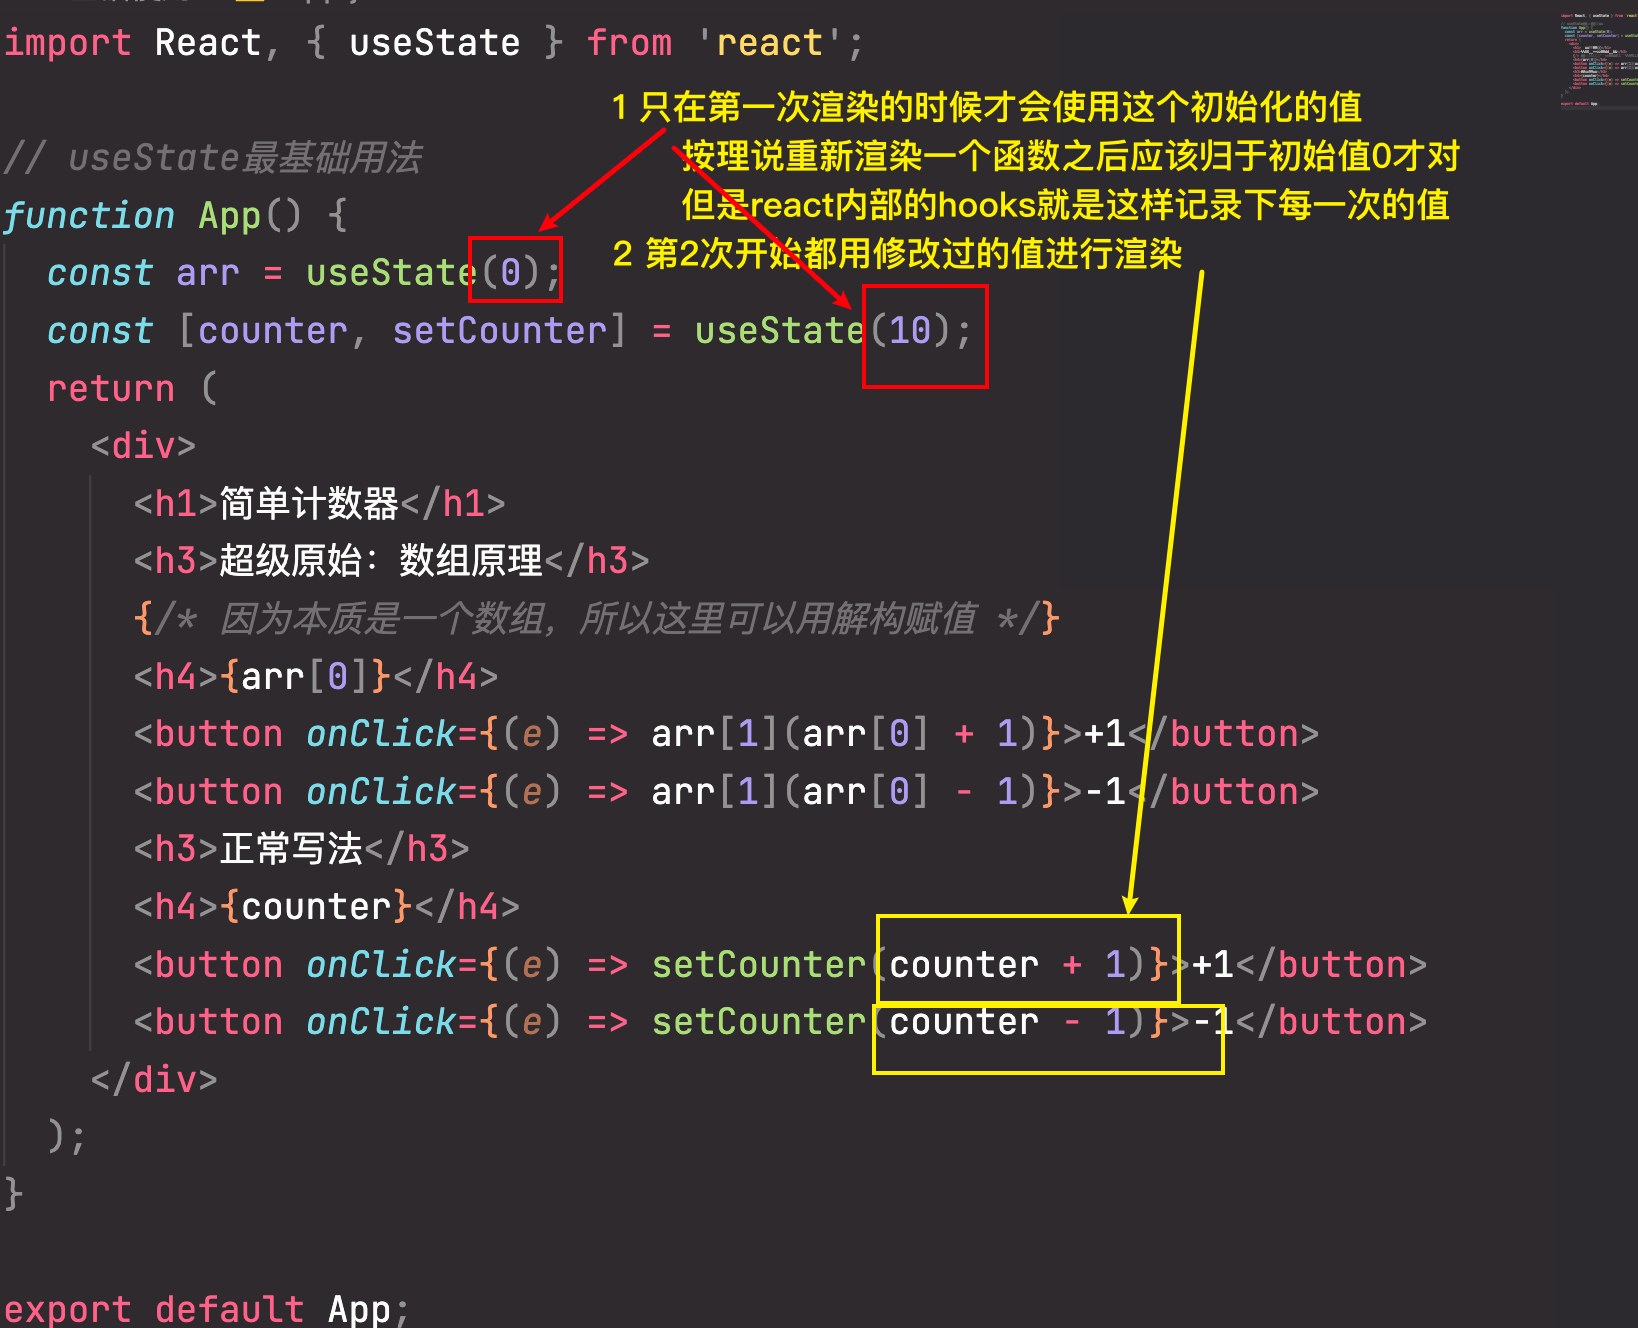 import React, { useState } from 'react';
1 只在第一次渲染的时候才会使用这个初始化的值
按理说重新渲染一个函数之后应该归于初始值0才对
// useState最基础用法
但是react内部的hooks就是这样记录下每一次的值
function App() {
2 第2次开始都用修改过的值进行渲染
const arr = useState(0);
const [counter, setCounter] = useState(10);
return (
<div>
<h1>简单计数器</h1>
<h3>超级原始：数组原理</h3>
{/* 因为本质是一个数组，所以这里可以用解构赋值 */}
<h4>{arr[0]}</h4>
<button onClick={(e) => arr[1](arr[0] + 1)}>+1</button>
<button onClick={(e) => arr[1](arr[0] - 1)}>-1</button>
<h3>正常写法</h3>
<h4>{counter}</h4>
<button onClick={(e) => setCounter(counter + 1)}>+1</button>
<button onClick={(e) => setCounter(counter - 1)}>-1</button>
</div>
);
}
export default App;